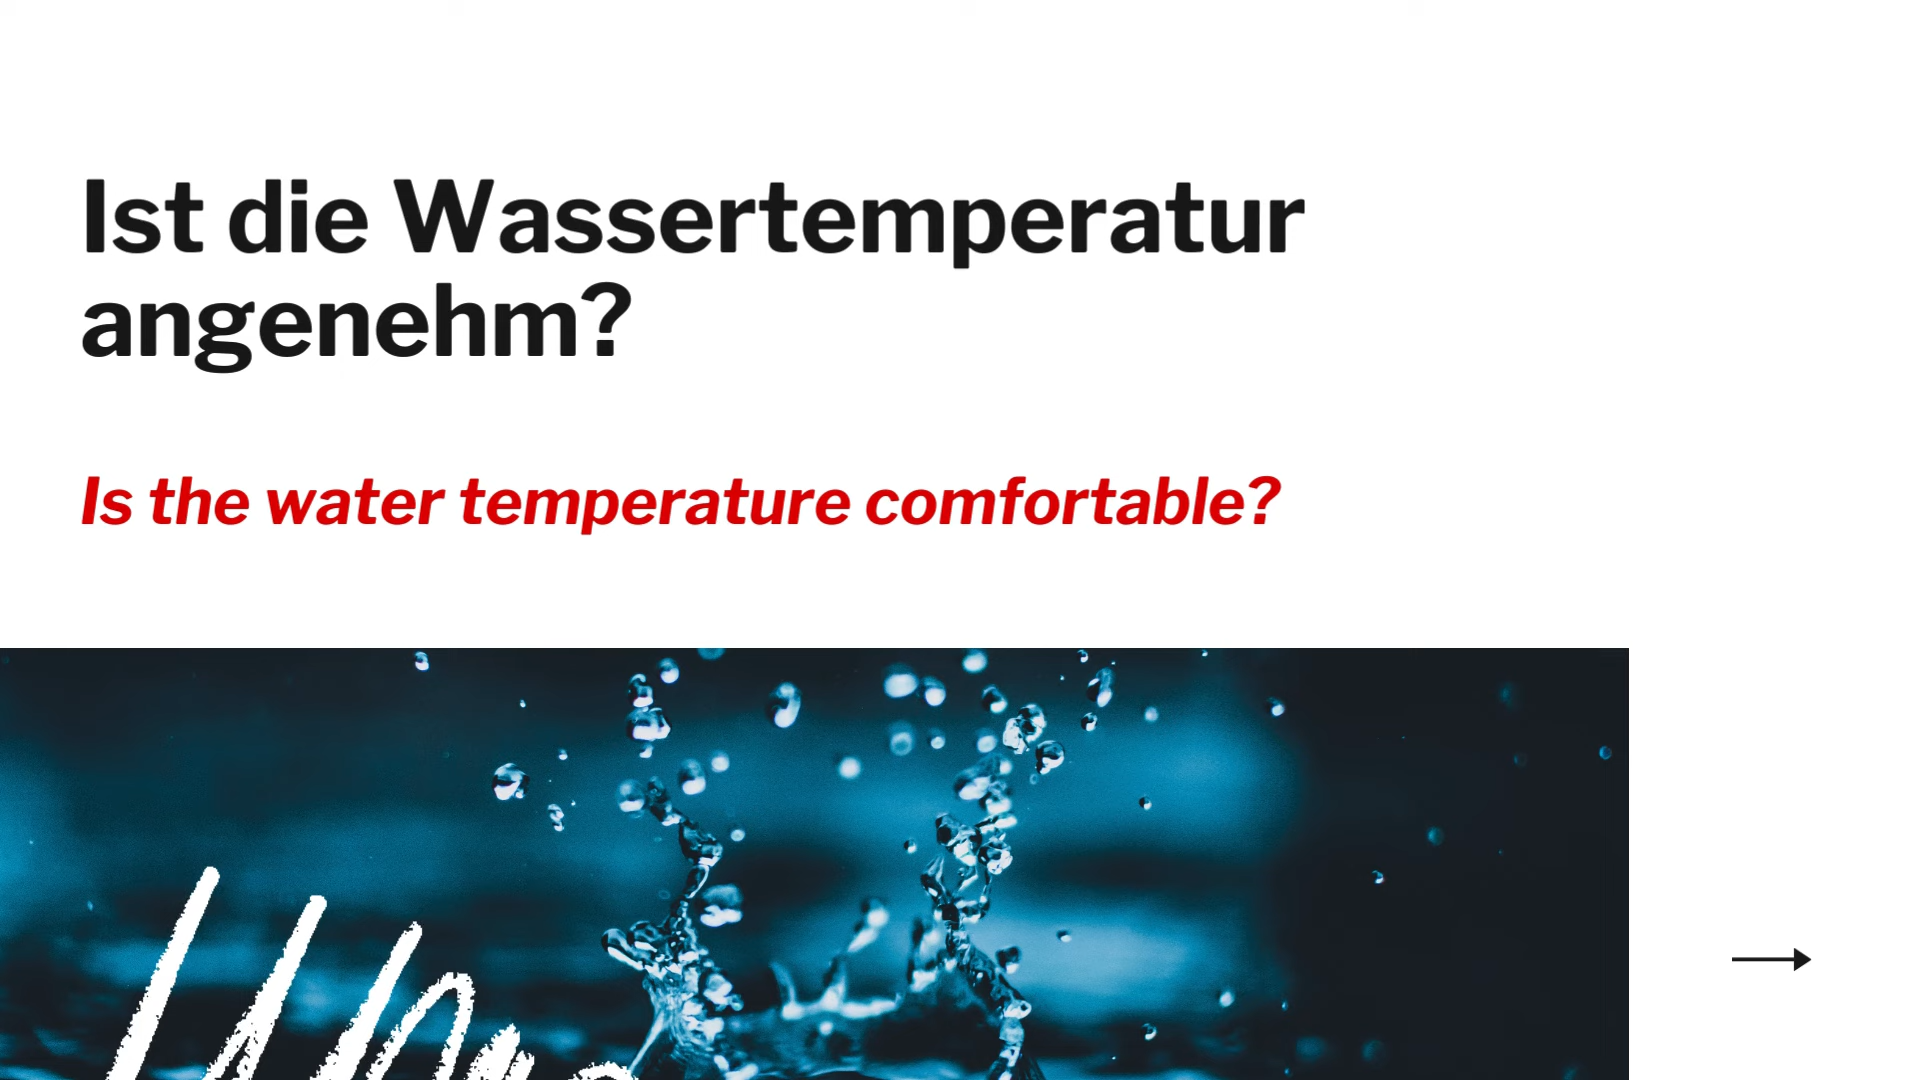 Ist die Wassertemperatur
angenehm?
Is the water temperature comfortable?